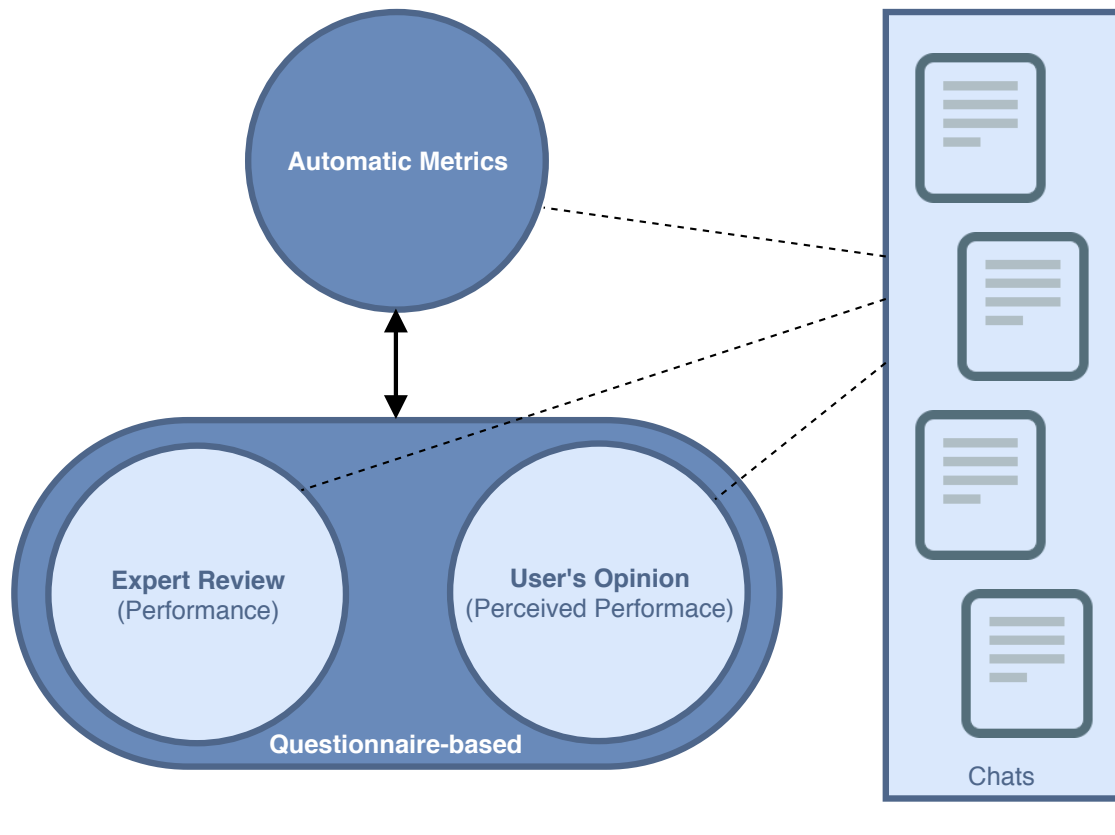 Automatic Metrics
Expert Review
(Performance)
User's Opinion
(Perceived Performace)
Questionnaire-based
Chats